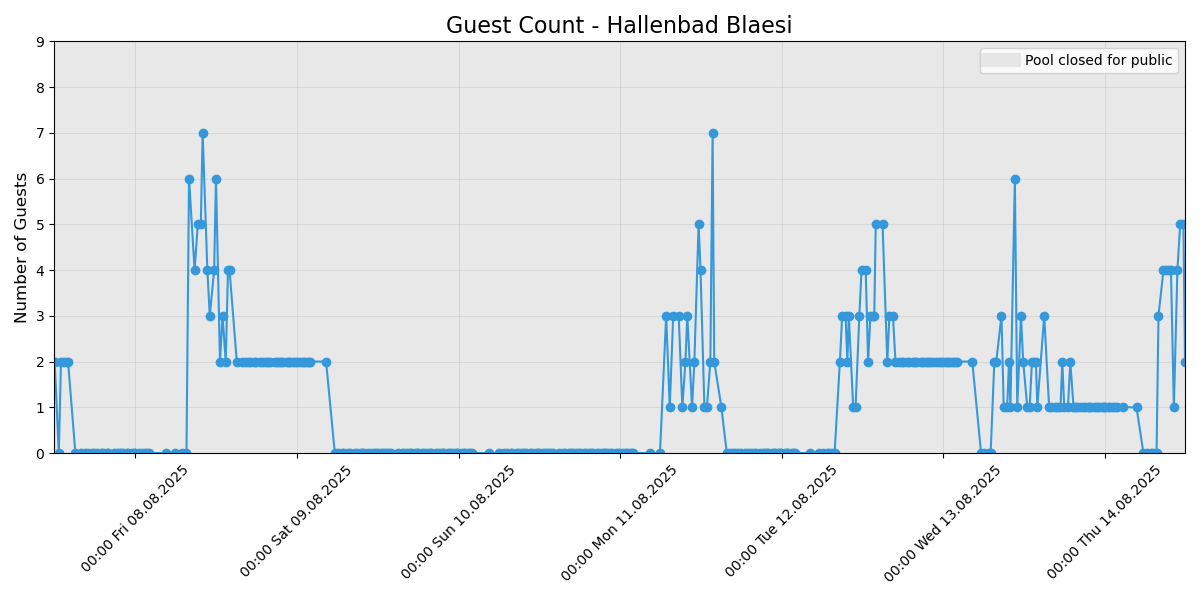 Guest Count - Hallenbad Blaesi
Pool closed for public
Number of Guests
9
8
7
6
5
4
3
2
1
0
00:00 Fri 08.08.2025
00:00 Sat 09.08.2025
00:00 Sun 10.08.2025
00:00 Mon 11.08.2025
00:00 Tue 12.08.2025
00:00 Wed 13.08.2025
00:00 Thu 14.08.2025